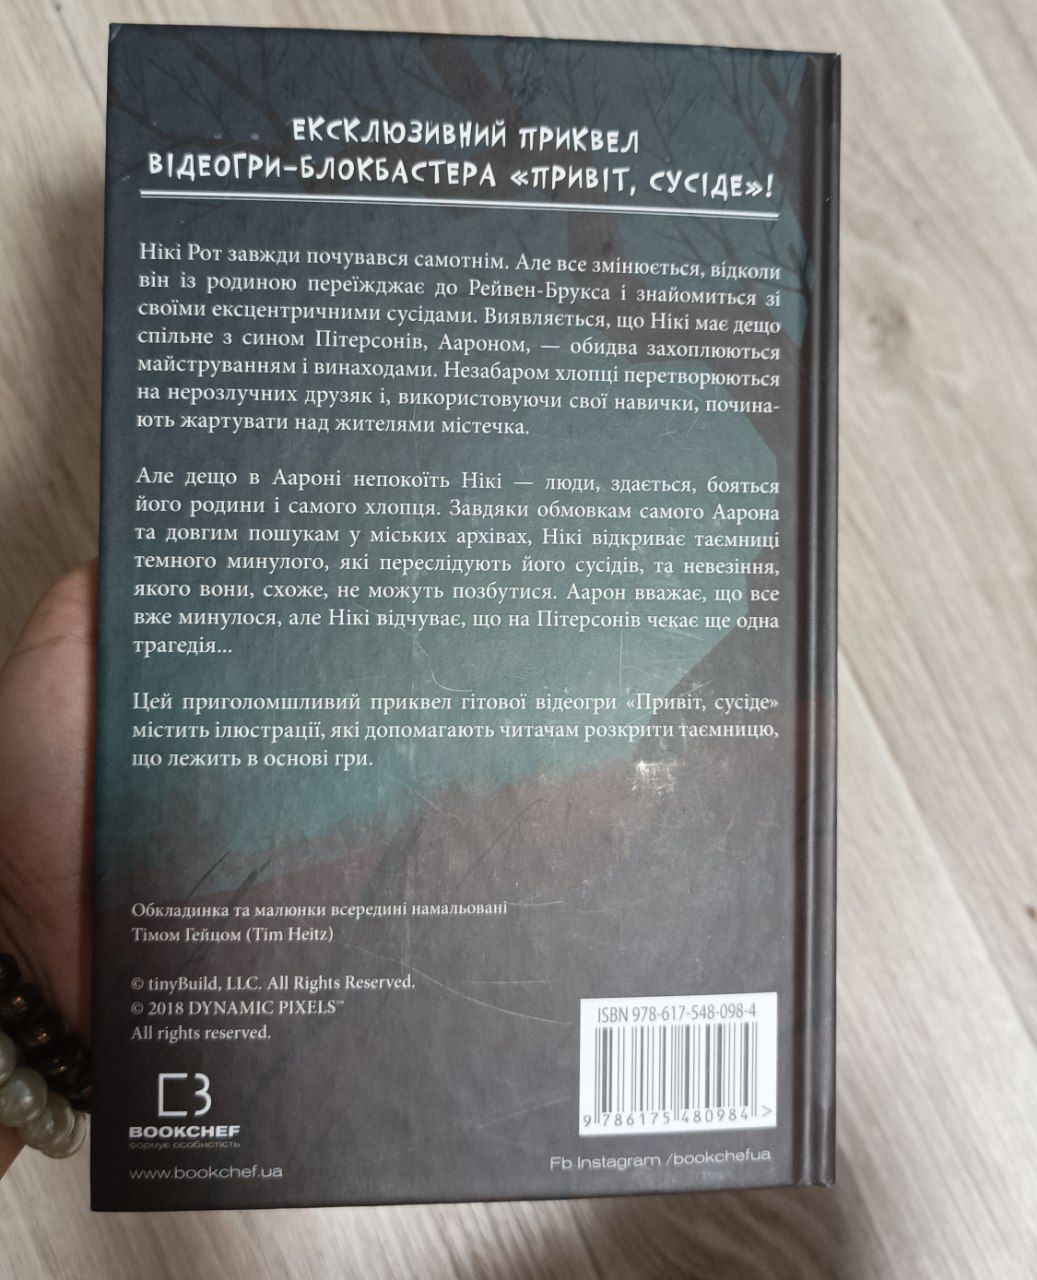 ЕКСКЛЮЗИВНИЙ ПРИКВЕЛ
ВІДЕОГРИ-БЛОКБАСТЕРА «ПРИВІТ, СУСІДЕ»!
Нікі Рот завжди почувався самотнім. Але все змінюється, відколи
він із родиною переїжджає до Рейвен-Брукса і знайомиться зі
своїми ексцентричними сусідами. Виявляється, що Нікі має дещо
спільне з сином Пітерсонів, Аароном, — обидва захоплюються
майструванням і винаходами. Незабаром хлопці перетворюються
на нерозлучних друзяк і, використовуючи свої навички, почина-
ють жартувати над жителями містечка.
Але дещо в Аароні непокоїть Нікі — люди, здається, бояться
його родини і самого хлопця. Завдяки обмовкам самого Аарона
та довгим пошукам у міських архівах, Нікі відкриває таємниці
темного минулого, які переслідують його сусідів, та невезіння,
якого вони, схоже, не можуть позбутися. Аарон вважає, що все
вже минулося, але Нікі відчуває, що на Пітерсонів чекає ще одна
трагедія...
Цей приголомшливий приквел гітової відеогри «Привіт, сусіде»
містить ілюстрації, які допомагають читачам розкрити таємницю,
що лежить в основі гри.
Обкладинка та малюнки всередині намальовані
Тімом Гейцом (Tim Heitz)
© tinyBuild, LLC. All Rights Reserved.
© 2018 DYNAMIC PIXELS™
All rights reserved.
ISBN 978-617-548-098-4
9 786175 480984 >
BOOKCHEF
формує особистість
www.bookchef.ua
Fb Instagram /bookchefua